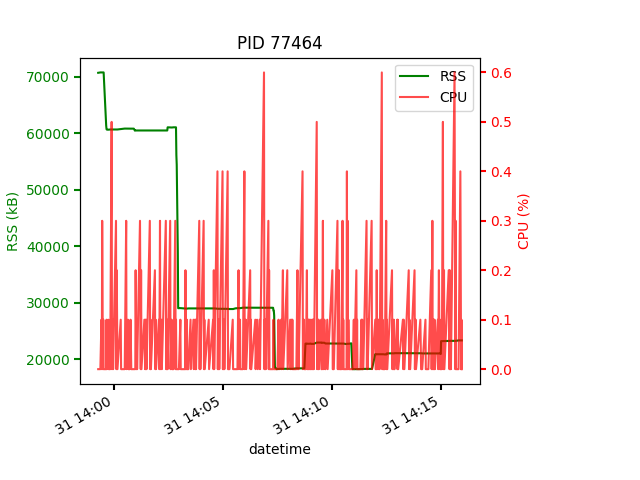 PID 77464
70000
60000
50000
40000
30000
20000
RSS (kB)
0.6
0.5
0.4
0.3
0.2
0.1
0.0
CPU (%)
RSS
CPU
31 14:00
31 14:05
31 14:10
31 14:15
datetime